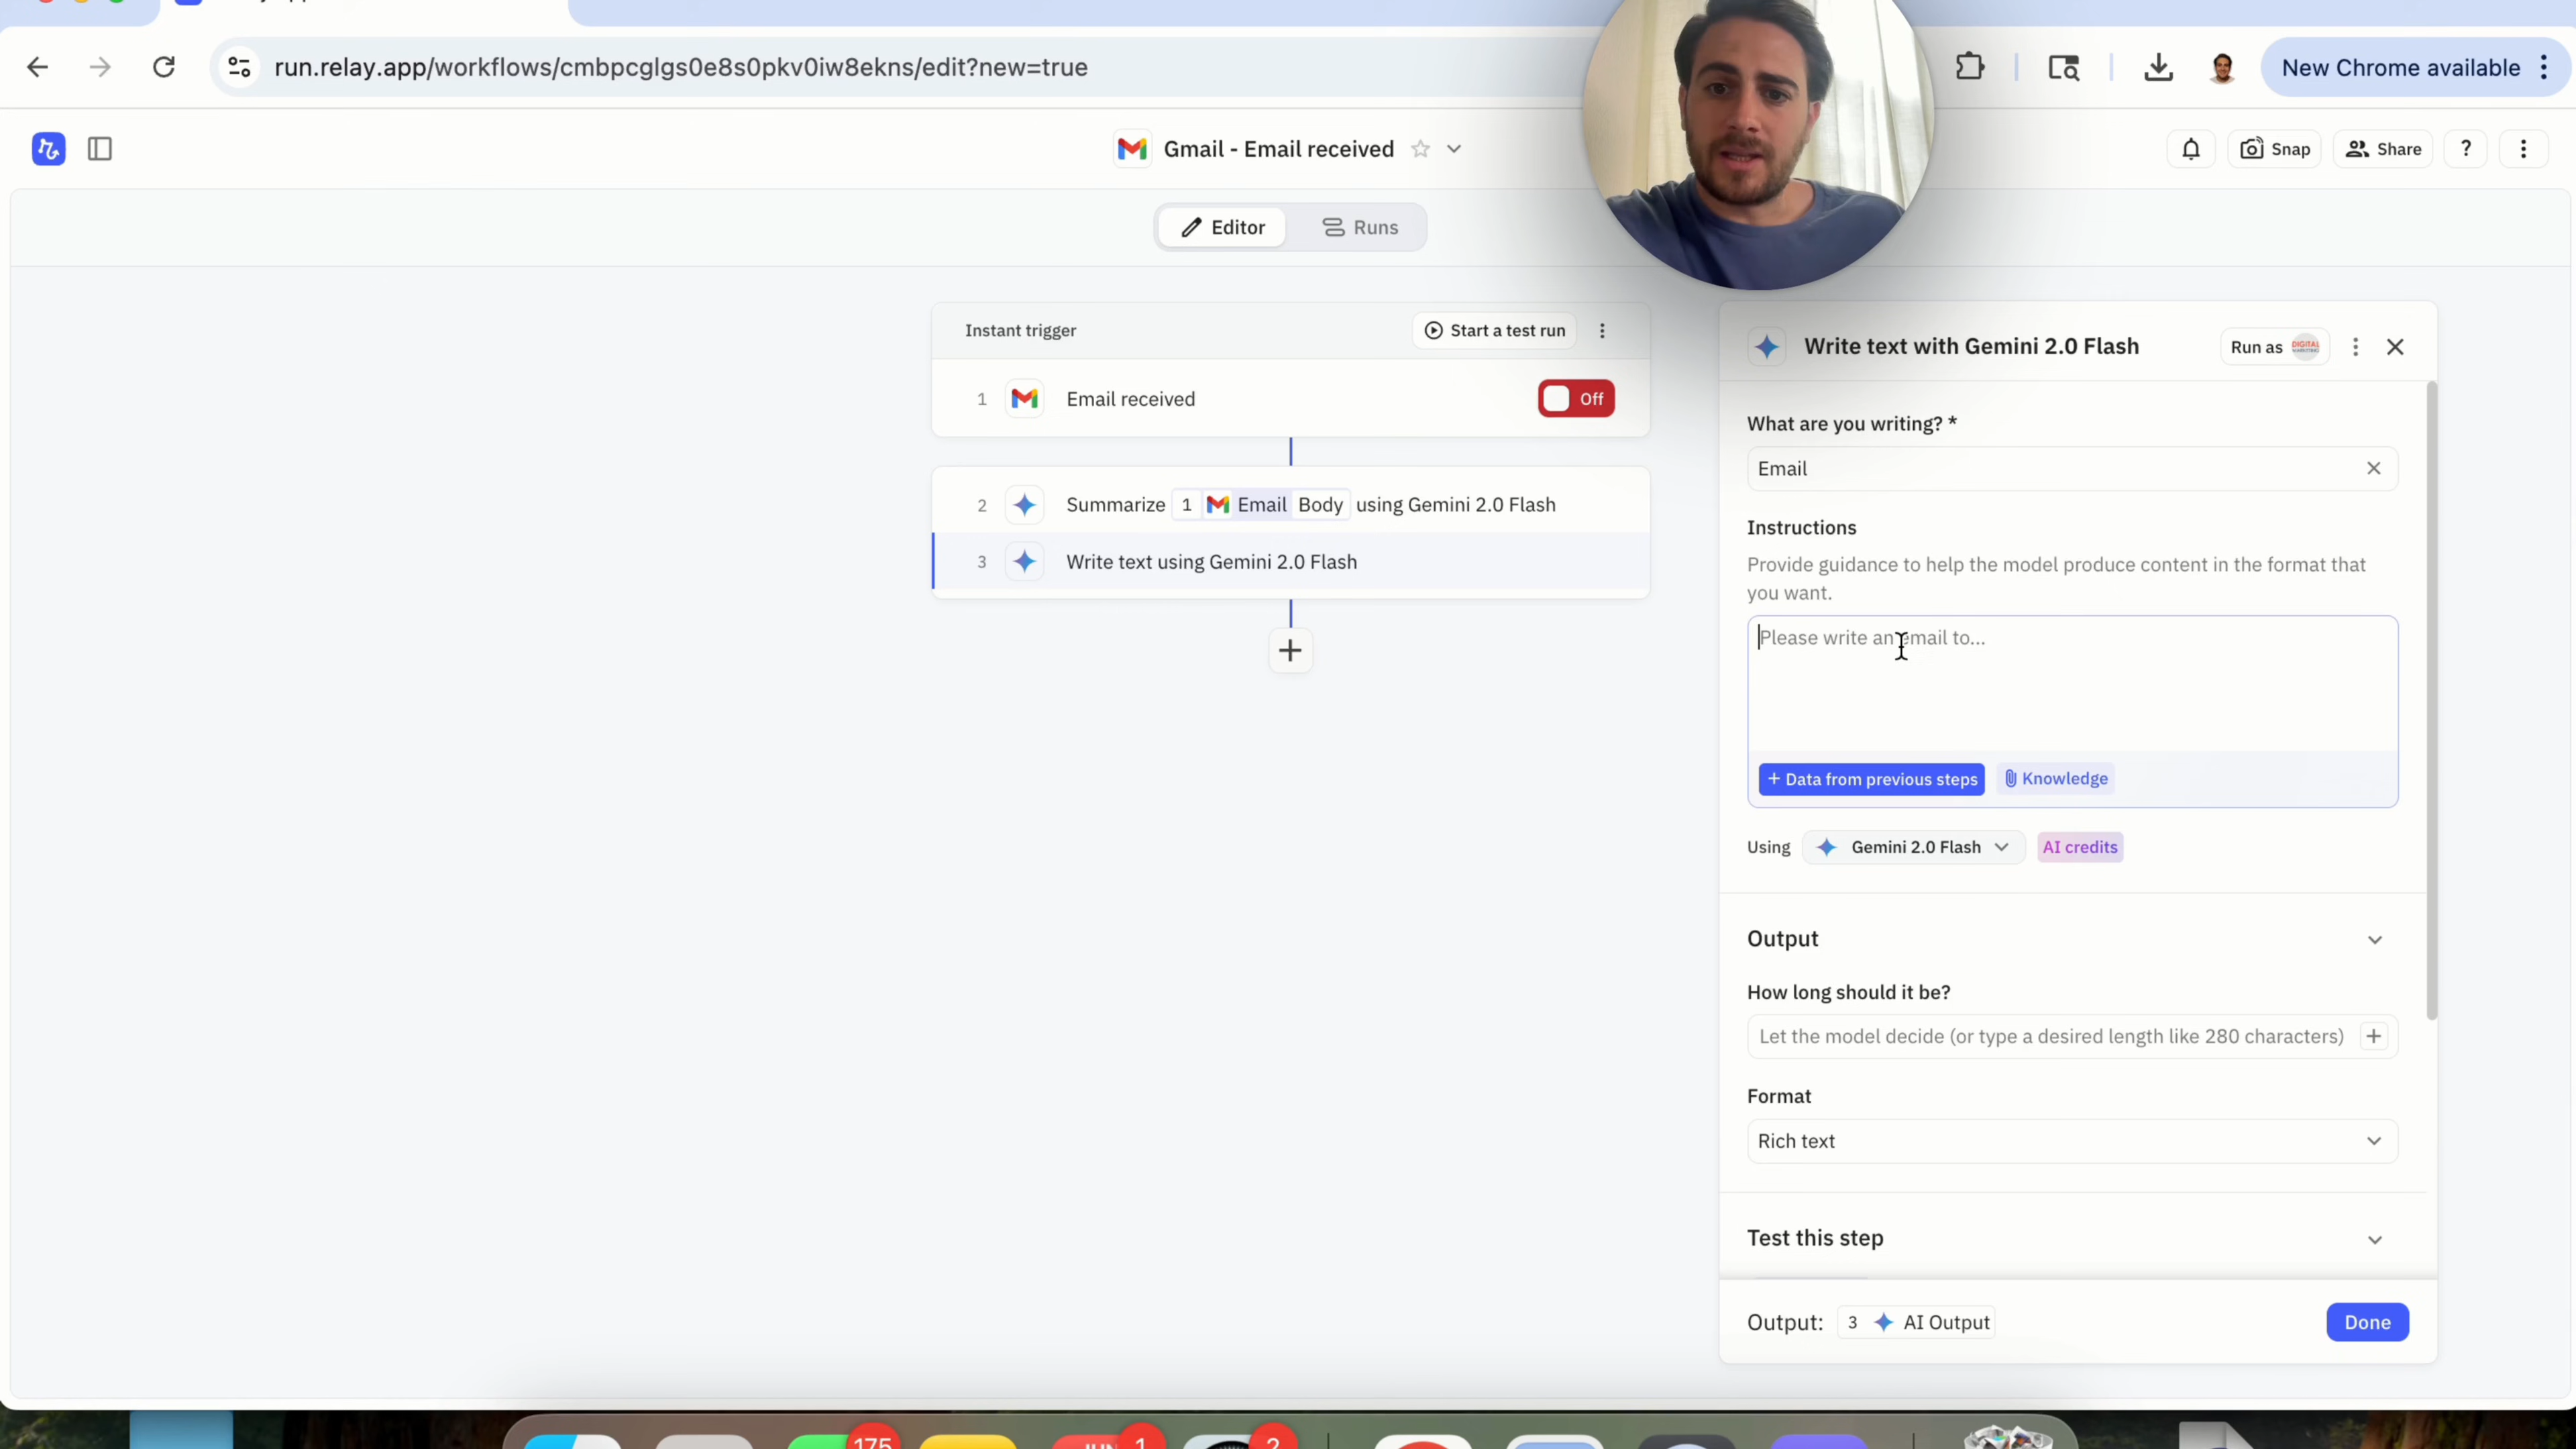 run.relay.app/workflows/cmbpcglgs0e8s0pkv0iw8ekns/edit?new=true
New Chrome available
Gmail - Email received
Snap
Share
?
Editor
Runs
Instant trigger
Start a test run
1 Email received
Off
2 Summarize 1 Email Body using Gemini 2.0 Flash
3 Write text using Gemini 2.0 Flash
Write text with Gemini 2.0 Flash
Run as
DIGITAL
MARKETING
What are you writing? *
Email
Instructions
Provide guidance to help the model produce content in the format that
you want.
Please write an email to...
+ Data from previous steps
Knowledge
Using
Gemini 2.0 Flash
AI credits
Output
How long should it be?
Let the model decide (or type a desired length like 280 characters)
Format
Rich text
Test this step
Output: 3 AI Output
Done
175
JUN
1
2